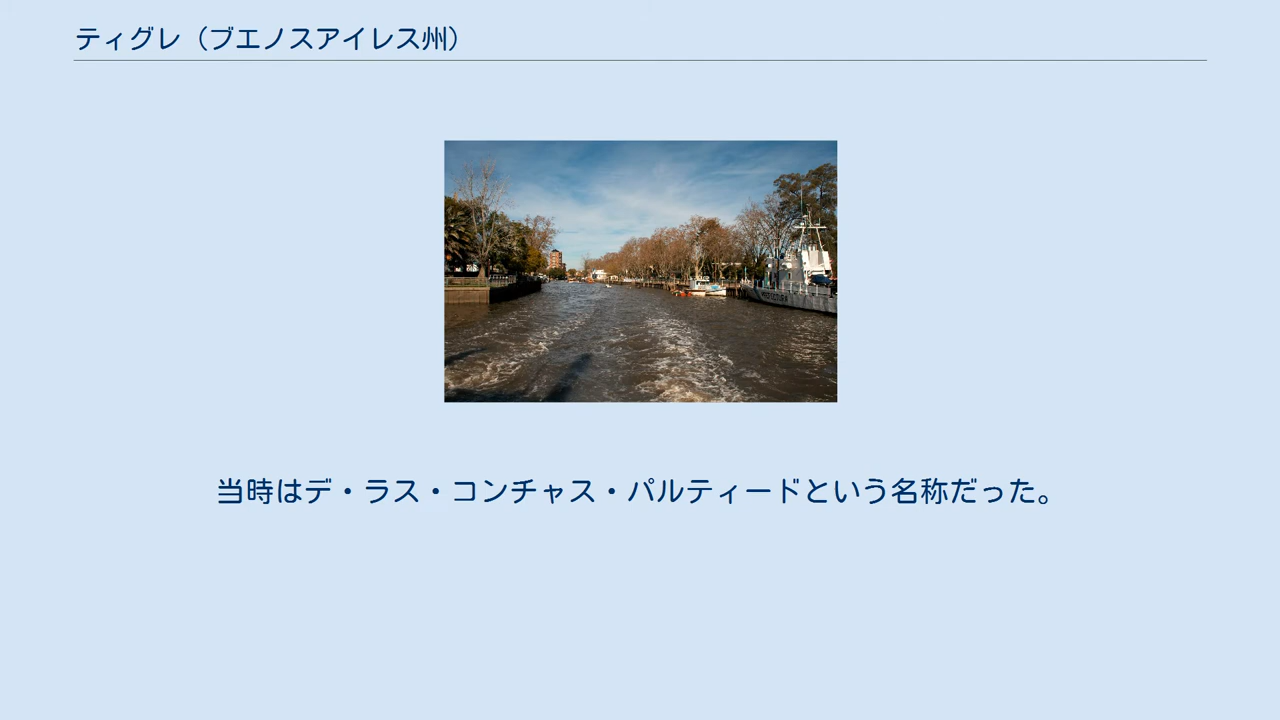 ティグレ（ブエノスアイレス州）
当時はデ・ラス・コンチャス・パルティードという名称だった。